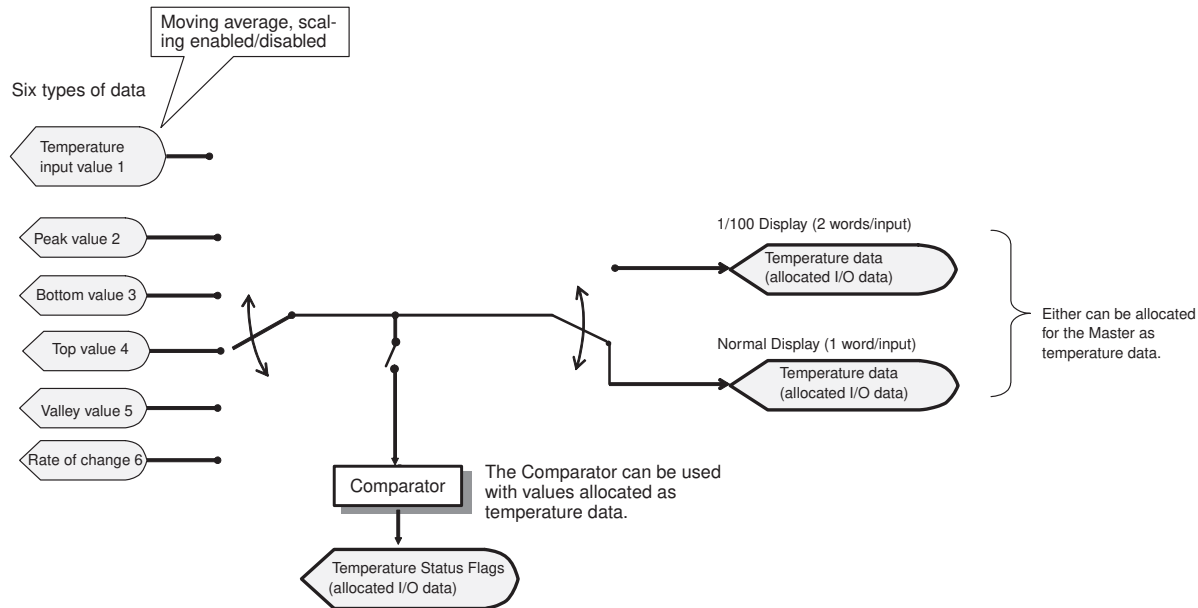 Moving average, scal-
ing enabled/disabled
Six types of data
Temperature
input value 1
Peak value 2
Bottom value 3
Top value 4
Valley value 5
Rate of change 6
1/100 Display (2 words/input)
Temperature data
(allocated I/O data)
Normal Display (1 word/input)
Temperature data
(allocated I/O data)
Either can be allocated
for the Master as
temperature data.
Comparator
The Comparator can be used
with values allocated as
temperature data.
Temperature Status Flags
(allocated I/O data)